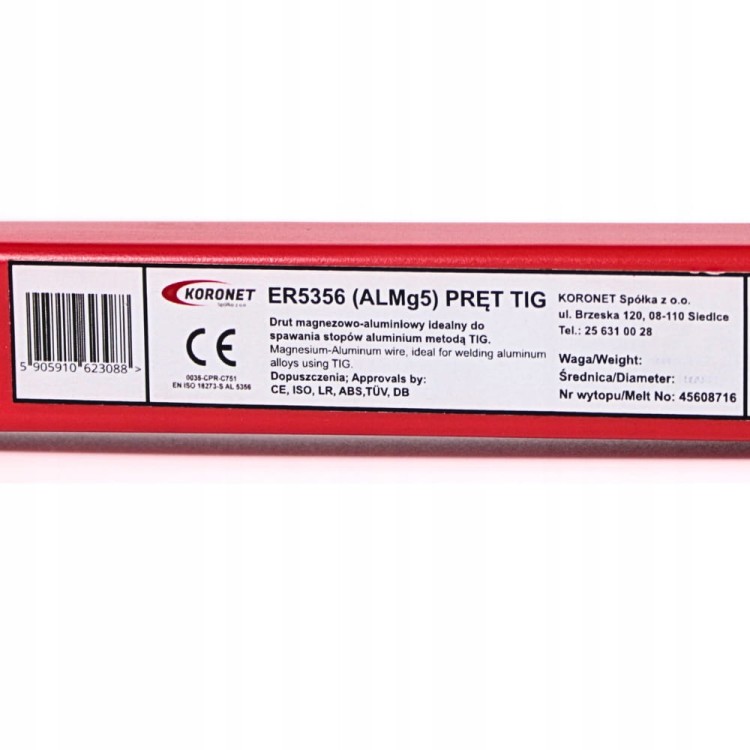 5 905910 623088 >
KORONET
Spółka z o.o.
CE
0036-CPR-C751
EN ISO 18273-S AL 5356
ER5356 (ALMg5) PRĘT TIG
Drut magnezowo-aluminiowy idealny do
spawania stopów aluminium metodą TIG.
Magnesium-Aluminum wire, ideal for welding aluminum
alloys using TIG.
Dopuszczenia; Approvals by:
CE, ISO, LR, ABS,TÜV, DB
KORONET Spółka z o.o.
ul. Brzeska 120, 08-110 Siedlce
Tel.: 25 631 00 28
Waga/Weight:
Średnica/Diameter:
Nr wytopu/Melt No: 45608716